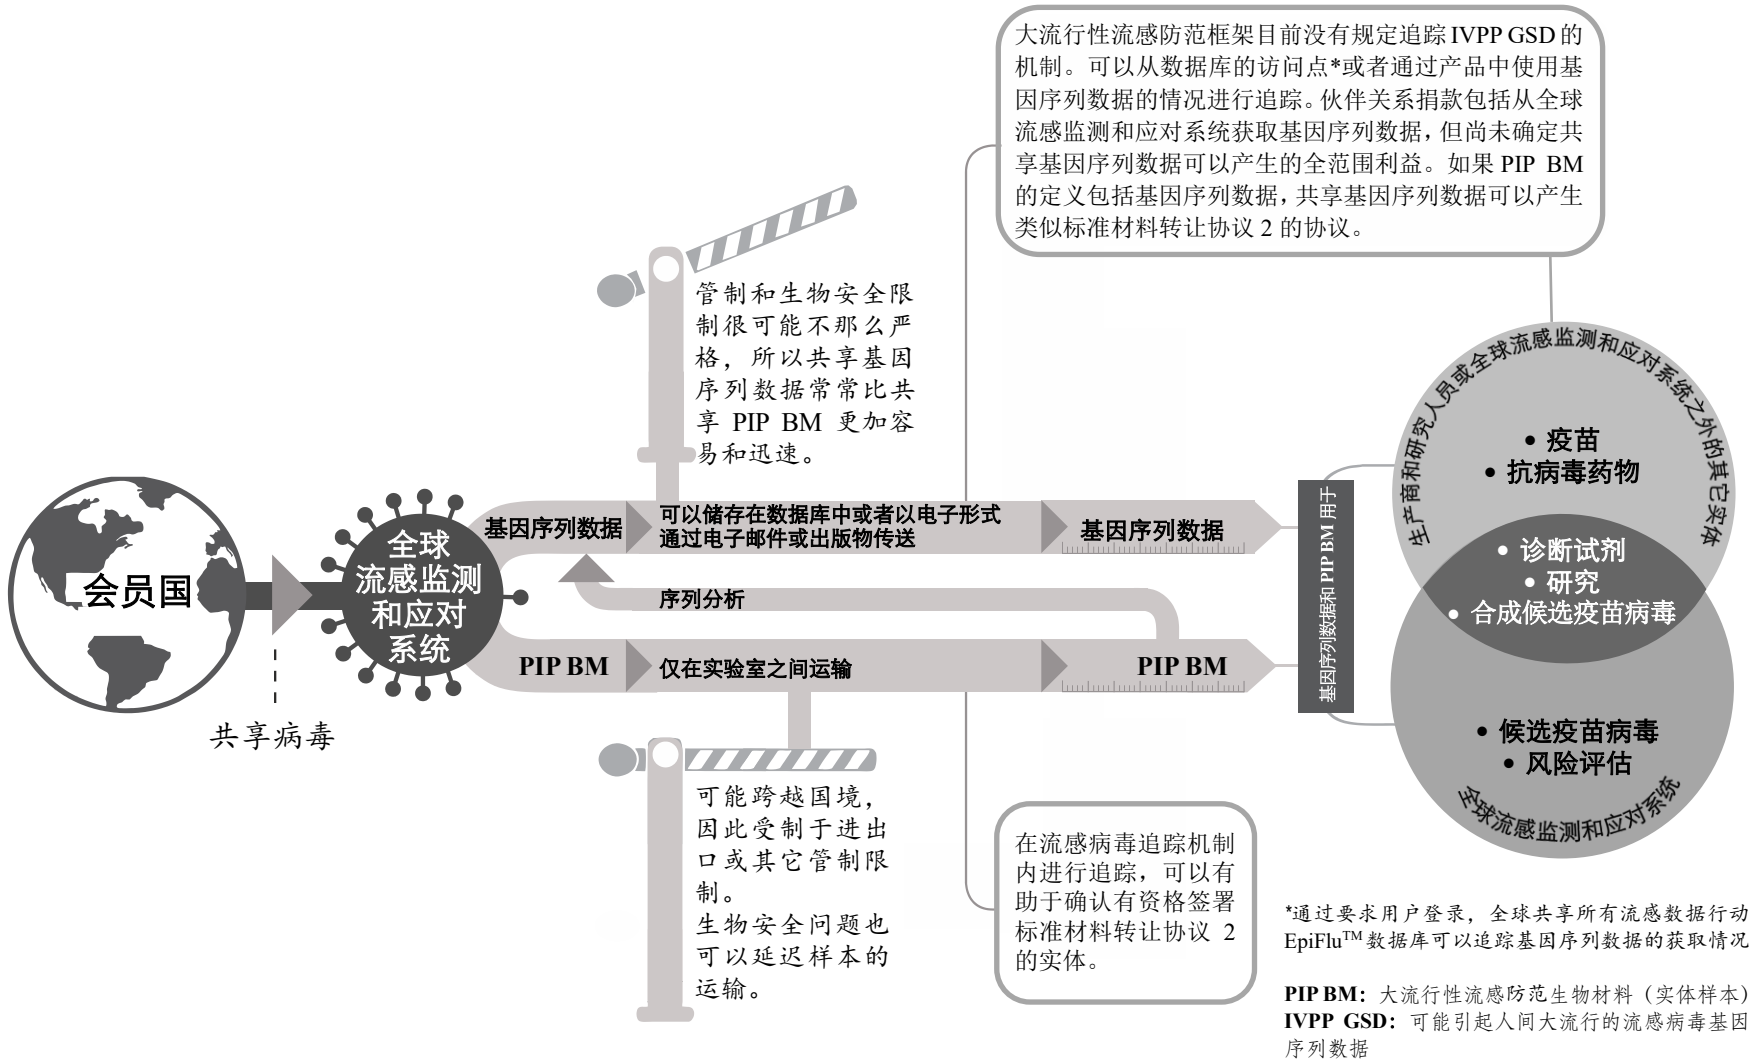 大流行性流感防范框架目前没有规定追踪 IVPP GSD 的
机制。可以从数据库的访问点*或者通过产品中使用基
因序列数据的情况进行追踪。伙伴关系捐款包括从全球
流感监测和应对系统获取基因序列数据，但尚未确定共
享基因序列数据可以产生的全范围利益。如果 PIP BM
的定义包括基因序列数据，共享基因序列数据可以产生
类似标准材料转让协议 2 的协议。
管制和生物安全限
制很可能不那么严
格，所以共享基因
序列数据常常比共
享 PIP BM 更加容
易和迅速。
会员国
共享病毒
全球
流感监测
和应对
系统
基因序列数据
可以储存在数据库中或者以电子形式
通过电子邮件或出版物传送
基因序列数据
序列分析
PIP BM
仅在实验室之间运输
PIP BM
可能跨越国境，
因此受制于进出
口或其它管制限
制。
生物安全问题也
可以延迟样本的
运输。
在流感病毒追踪机制
内进行追踪，可以有
助于确认有资格签署
标准材料转让协议 2
的实体。
基因序列数据和 PIP BM 用于
生产商和研究人员或全球流感监测和应对系统之外的其它实体
• 疫苗
• 抗病毒药物
• 诊断试剂
• 研究
• 合成候选疫苗病毒
• 候选疫苗病毒
• 风险评估
全球流感监测和应对系统
*通过要求用户登录，全球共享所有流感数据行动
EpiFlu™ 数据库可以追踪基因序列数据的获取情况
PIP BM：大流行性流感防范生物材料（实体样本）
IVPP GSD：可能引起人间大流行的流感病毒基因
序列数据